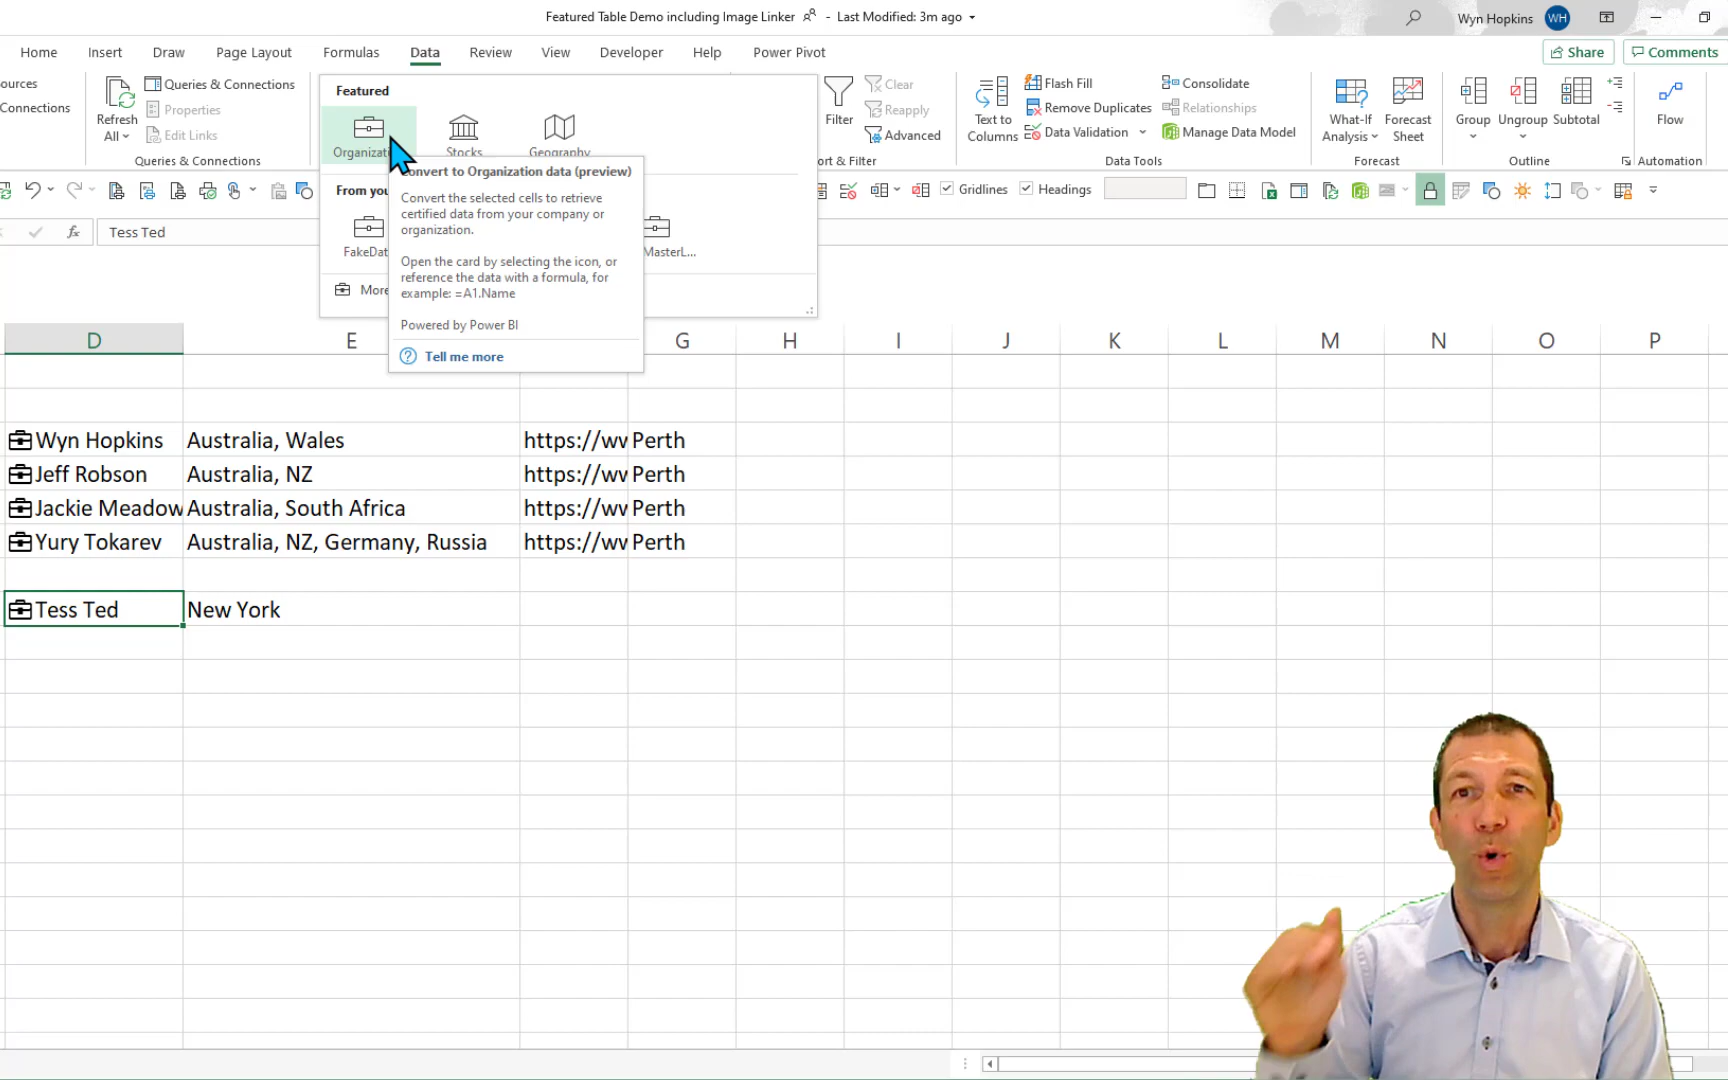 Featured Table Demo including Image Linker - Last Modified: 3m ago
Wyn Hopkins WH
Home Insert Draw Page Layout Formulas Data Review View Developer Help Power Pivot
Share Comments
ources
Connections
Refresh
All
Queries & Connections
Properties
Edit Links
Queries & Connections
Featured
Organizati
Stocks
Geography
From you
FakeDat
MasterL...
More
Convert to Organization data (preview)
Convert the selected cells to retrieve
certified data from your company or
organization.
Open the card by selecting the icon, or
reference the data with a formula, for
example: =A1.Name
Powered by Power BI
Tell me more
Filter
Clear
Reapply
Advanced
ort & Filter
Text to
Columns
Flash Fill
Remove Duplicates
Data Validation
Consolidate
Relationships
Manage Data Model
Data Tools
What-If
Analysis
Forecast
Sheet
Forecast
Group Ungroup Subtotal
Outline
Flow
Automation
Gridlines Headings
fx Tess Ted
D E G H I J K L M N O P
Wyn Hopkins Australia, Wales https://ww Perth
Jeff Robson Australia, NZ https://ww Perth
Jackie Meadow Australia, South Africa https://ww Perth
Yury Tokarev Australia, NZ, Germany, Russia https://ww Perth
Tess Ted New York